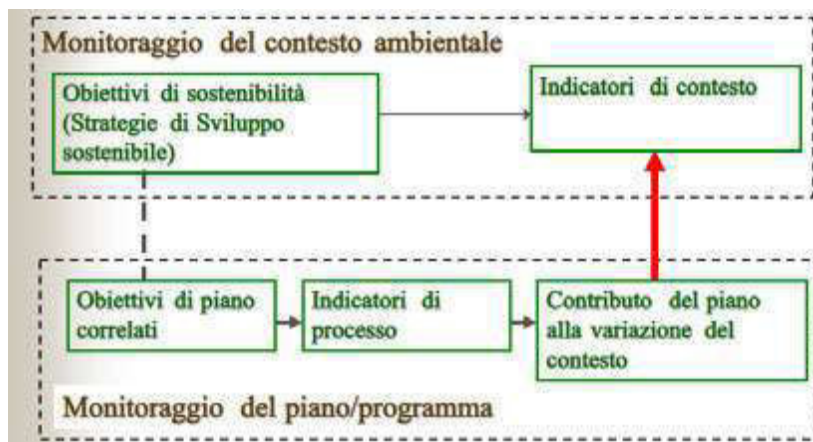 Monitoraggio del contesto ambientale
Obiettivi di sostenibilità
(Strategie di Sviluppo
sostenibile)
Indicatori di contesto
Obiettivi di piano
correlati
Indicatori di
processo
Contributo del piano
alla variazione del
contesto
Monitoraggio del piano/programma